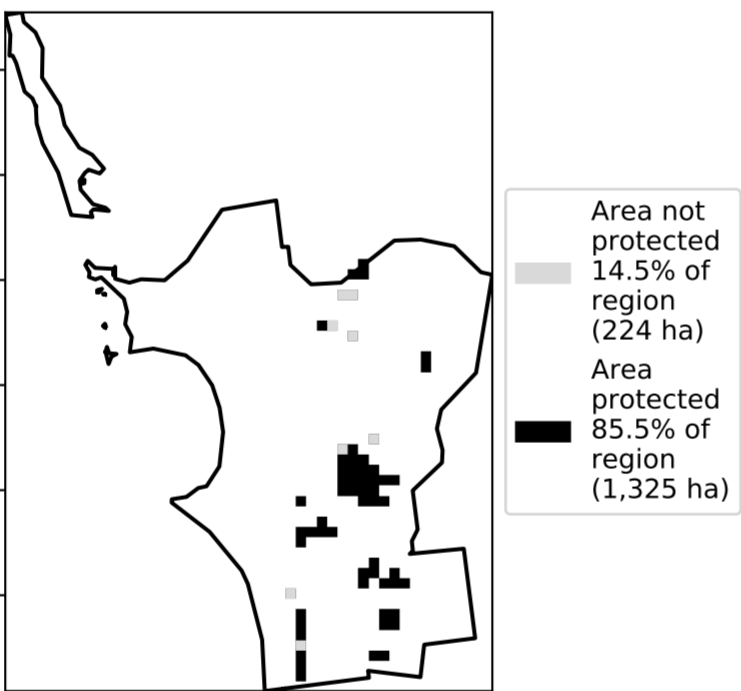 Area not
protected
14.5% of
region
(224 ha)
Area
protected
85.5% of
region
(1,325 ha)